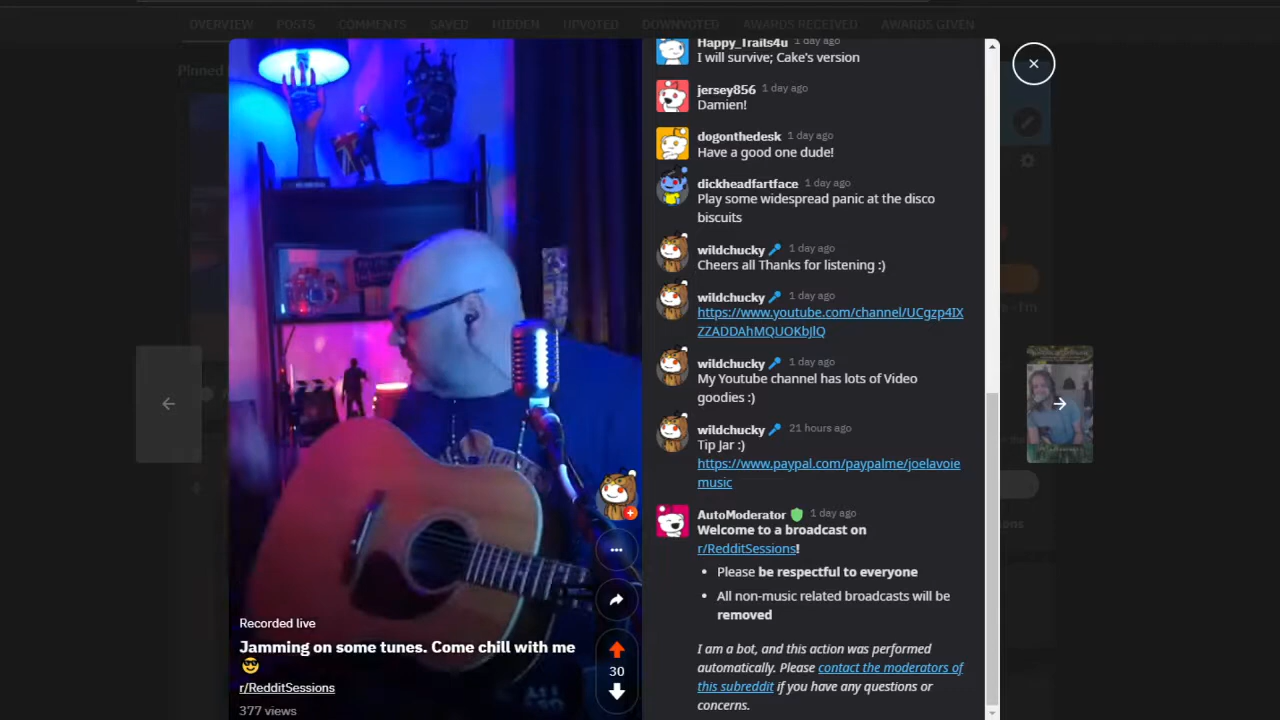 OVERVIEW POSTS COMMENTS SAVED HIDDEN UPVOTED DOWNVOTED AWARDS RECEIVED AWARDS GIVEN
Pinned
Happy_Traits4u 1 day ago
I will survive; Cake's version
jersey856 1 day ago
Damien!
dogonthedesk 1 day ago
Have a good one dude!
dickheadfartface 1 day ago
Play some widespread panic at the disco
biscuits
wildchucky 1 day ago
Cheers all Thanks for listening :)
wildchucky 1 day ago
https://www.youtube.com/channel/UCgzp4IX
ZZADDAhMQUOKbJlQ
wildchucky 1 day ago
My Youtube channel has lots of Video
goodies :)
wildchucky 21 hours ago
Tip Jar :)
https://www.paypal.com/paypalme/joelavoie
music
AutoModerator 1 day ago
Welcome to a broadcast on
r/RedditSessions!
• Please be respectful to everyone
• All non-music related broadcasts will be
removed
I am a bot, and this action was performed
automatically. Please contact the moderators of
this subreddit if you have any questions or
concerns.
Recorded live
Jamming on some tunes. Come chill with me
😎
r/RedditSessions
377 views
30